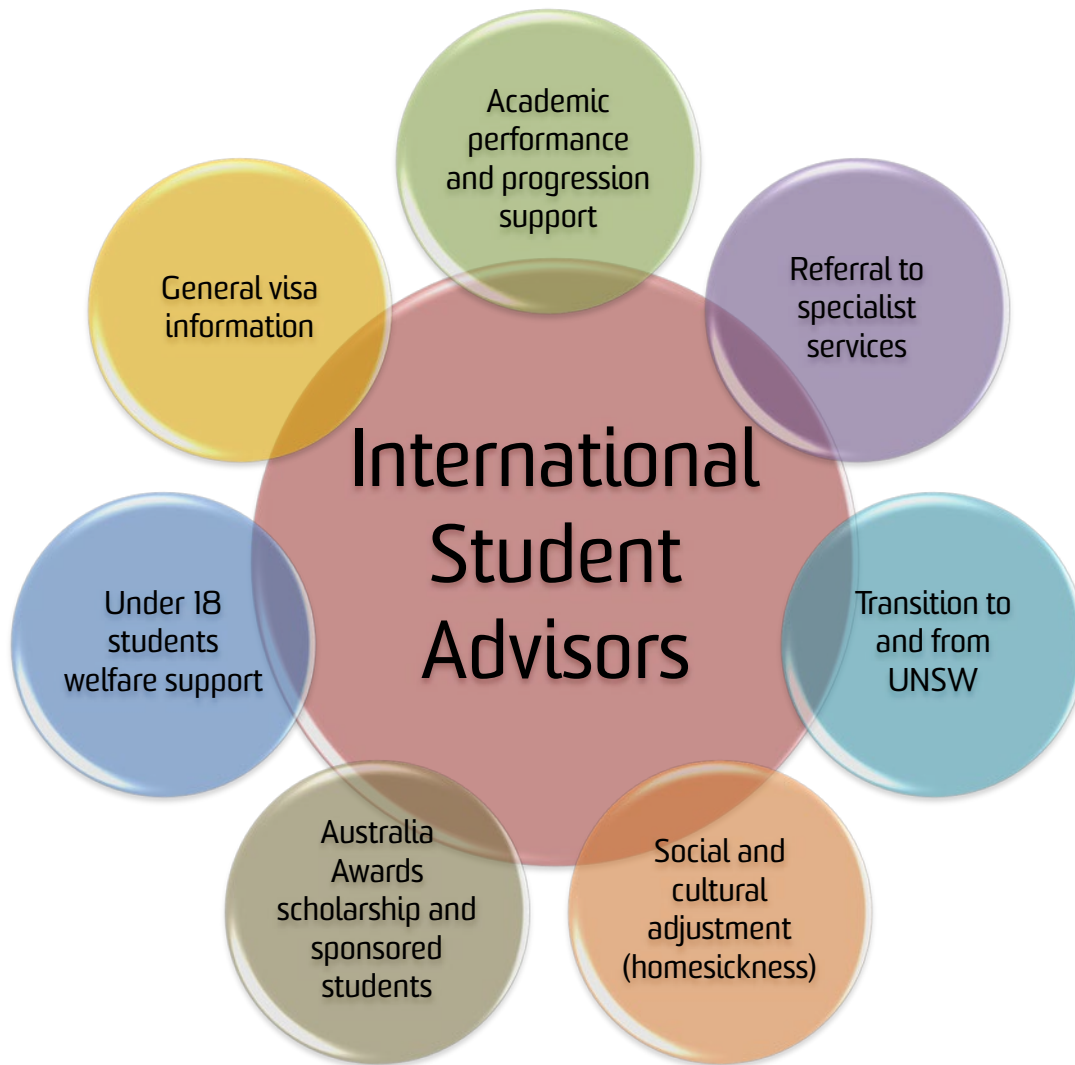 Academic
performance
and progression
support
General visa
information
Referral to
specialist
services
International
Student
Advisors
Under 18
students
welfare support
Transition to
and from
UNSW
Australia
Awards
scholarship and
sponsored
students
Social and
cultural
adjustment
(homesickness)